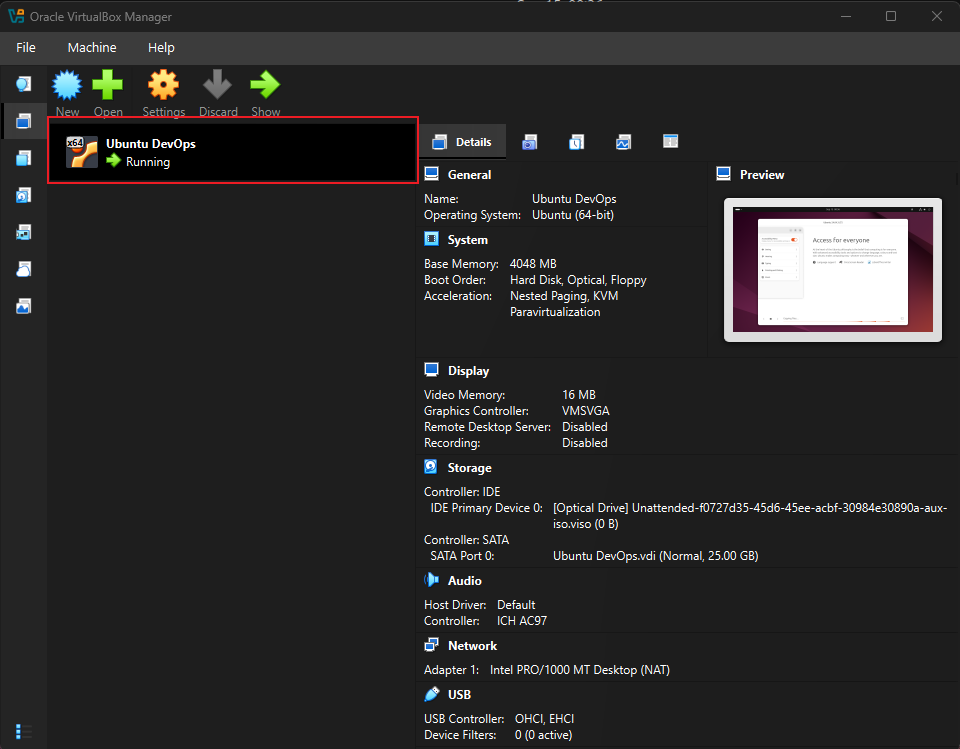 Oracle VirtualBox Manager
File Machine Help
New Open Settings Discard Show
x64
Ubuntu DevOps
Running
Details
General
Name: Ubuntu DevOps
Operating System: Ubuntu (64-bit)
Preview
Access for everyone
System
Base Memory: 4048 MB
Boot Order: Hard Disk, Optical, Floppy
Acceleration: Nested Paging, KVM
Paravirtualization
Display
Video Memory: 16 MB
Graphics Controller: VMSVGA
Remote Desktop Server: Disabled
Recording: Disabled
Storage
Controller: IDE
IDE Primary Device 0: [Optical Drive] Unattended-f0727d35-45d6-45ee-acbf-30984e30890a-aux-
iso.viso (0 B)
Controller: SATA
SATA Port 0: Ubuntu DevOps.vdi (Normal, 25.00 GB)
Audio
Host Driver: Default
Controller: ICH AC97
Network
Adapter 1: Intel PRO/1000 MT Desktop (NAT)
USB
USB Controller: OHCI, EHCI
Device Filters: 0 (0 active)